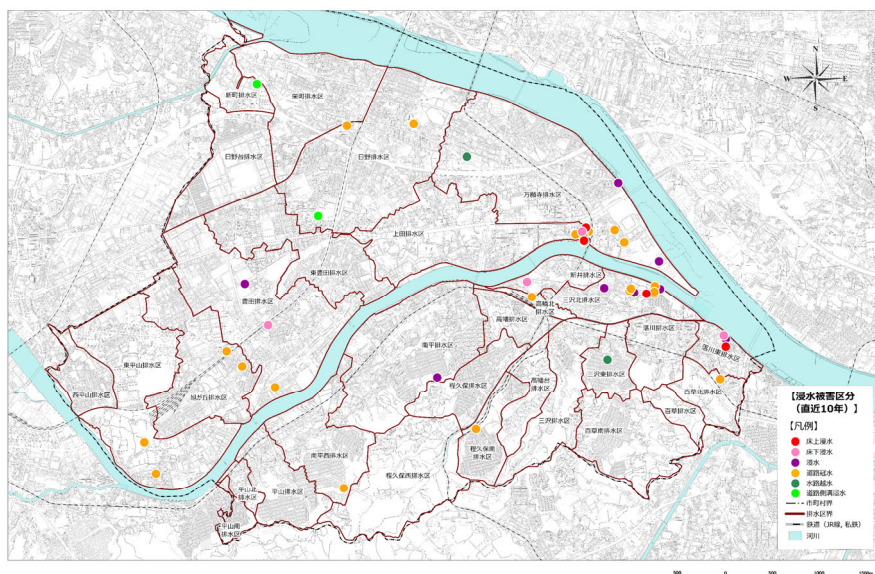 N
W
E
S
新町排水区
栄町排水区
日野台排水区
日野排水区
万願寺排水区
上田排水区
東豊田排水区
豊田排水区
新井排水区
三沢北排水区
高幡北
排水区
高幡排水区
落川排水区
落川東排水区
南平排水区
東平山排水区
西平山排水区
旭が丘排水区
程久保排水区
高幡台
排水区
三沢東排水区
百草北排水区
三沢排水区
百草排水区
百草南排水区
程久保南
排水区
南平西排水区
程久保西排水区
平山北
排水区
平山排水区
平山南
排水区
【浸水被害区分
(直近10年)】
【凡例】
床上浸水
床下浸水
浸水
道路冠水
水路越水
道路側溝溢水
市町村界
排水区界
鉄道(JR線, 私鉄)
河川
500
0
500
1000
1500m